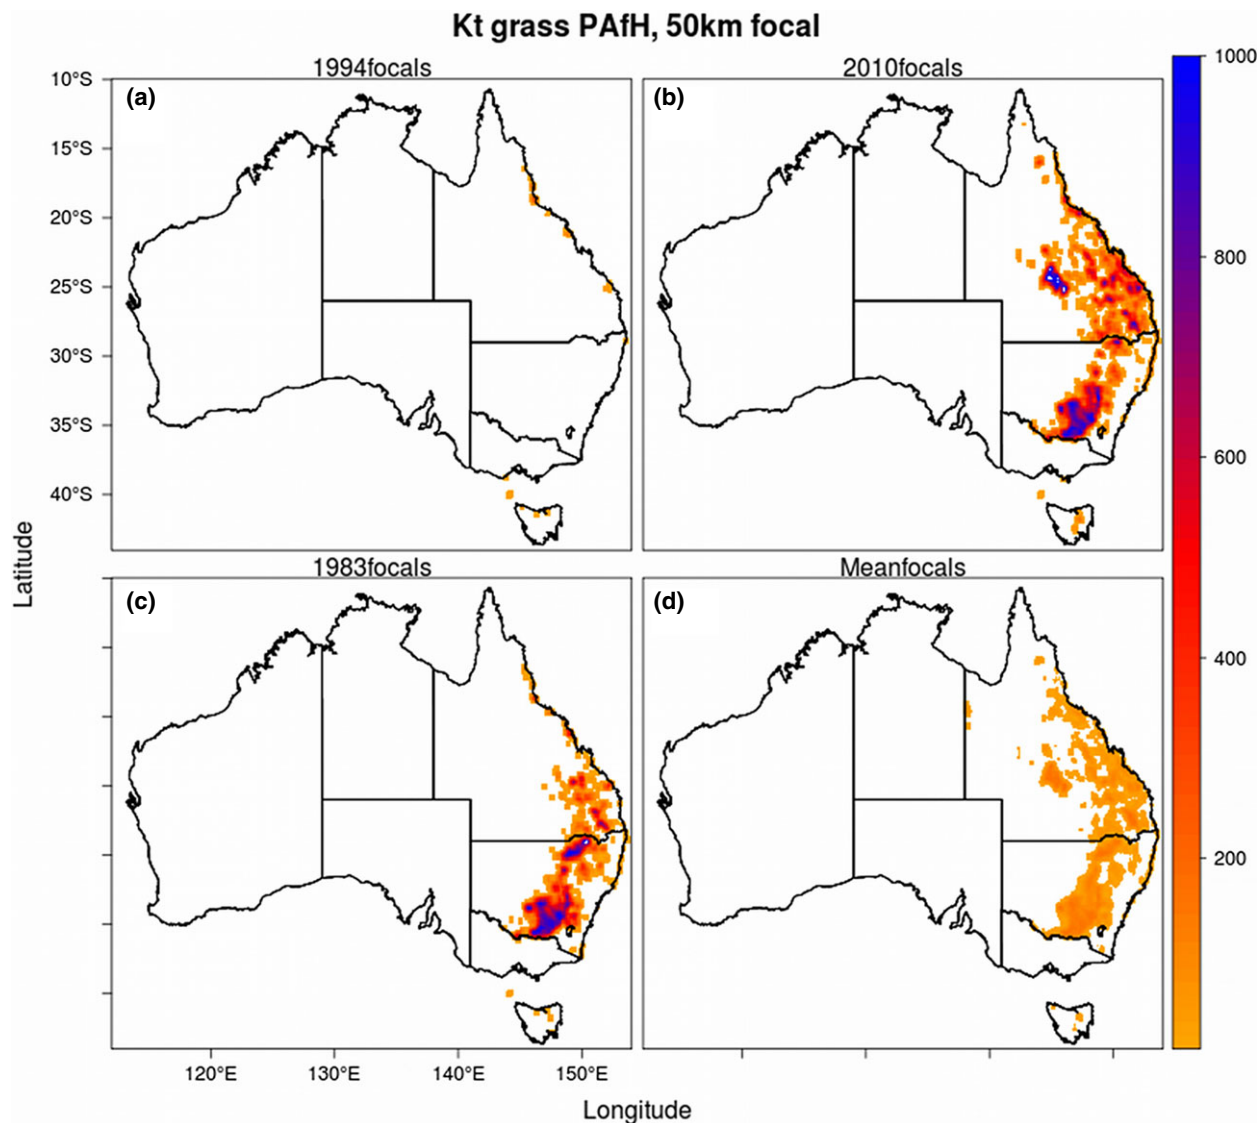 Kt grass PAfH, 50km focal
1994focals
2010focals
(a)
(b)
10°S
15°S
20°S
25°S
30°S
35°S
40°S
1000
800
600
400
200
1983focals
Meanfocals
(c)
(d)
120°E
130°E
140°E
150°E
Latitude
Longitude